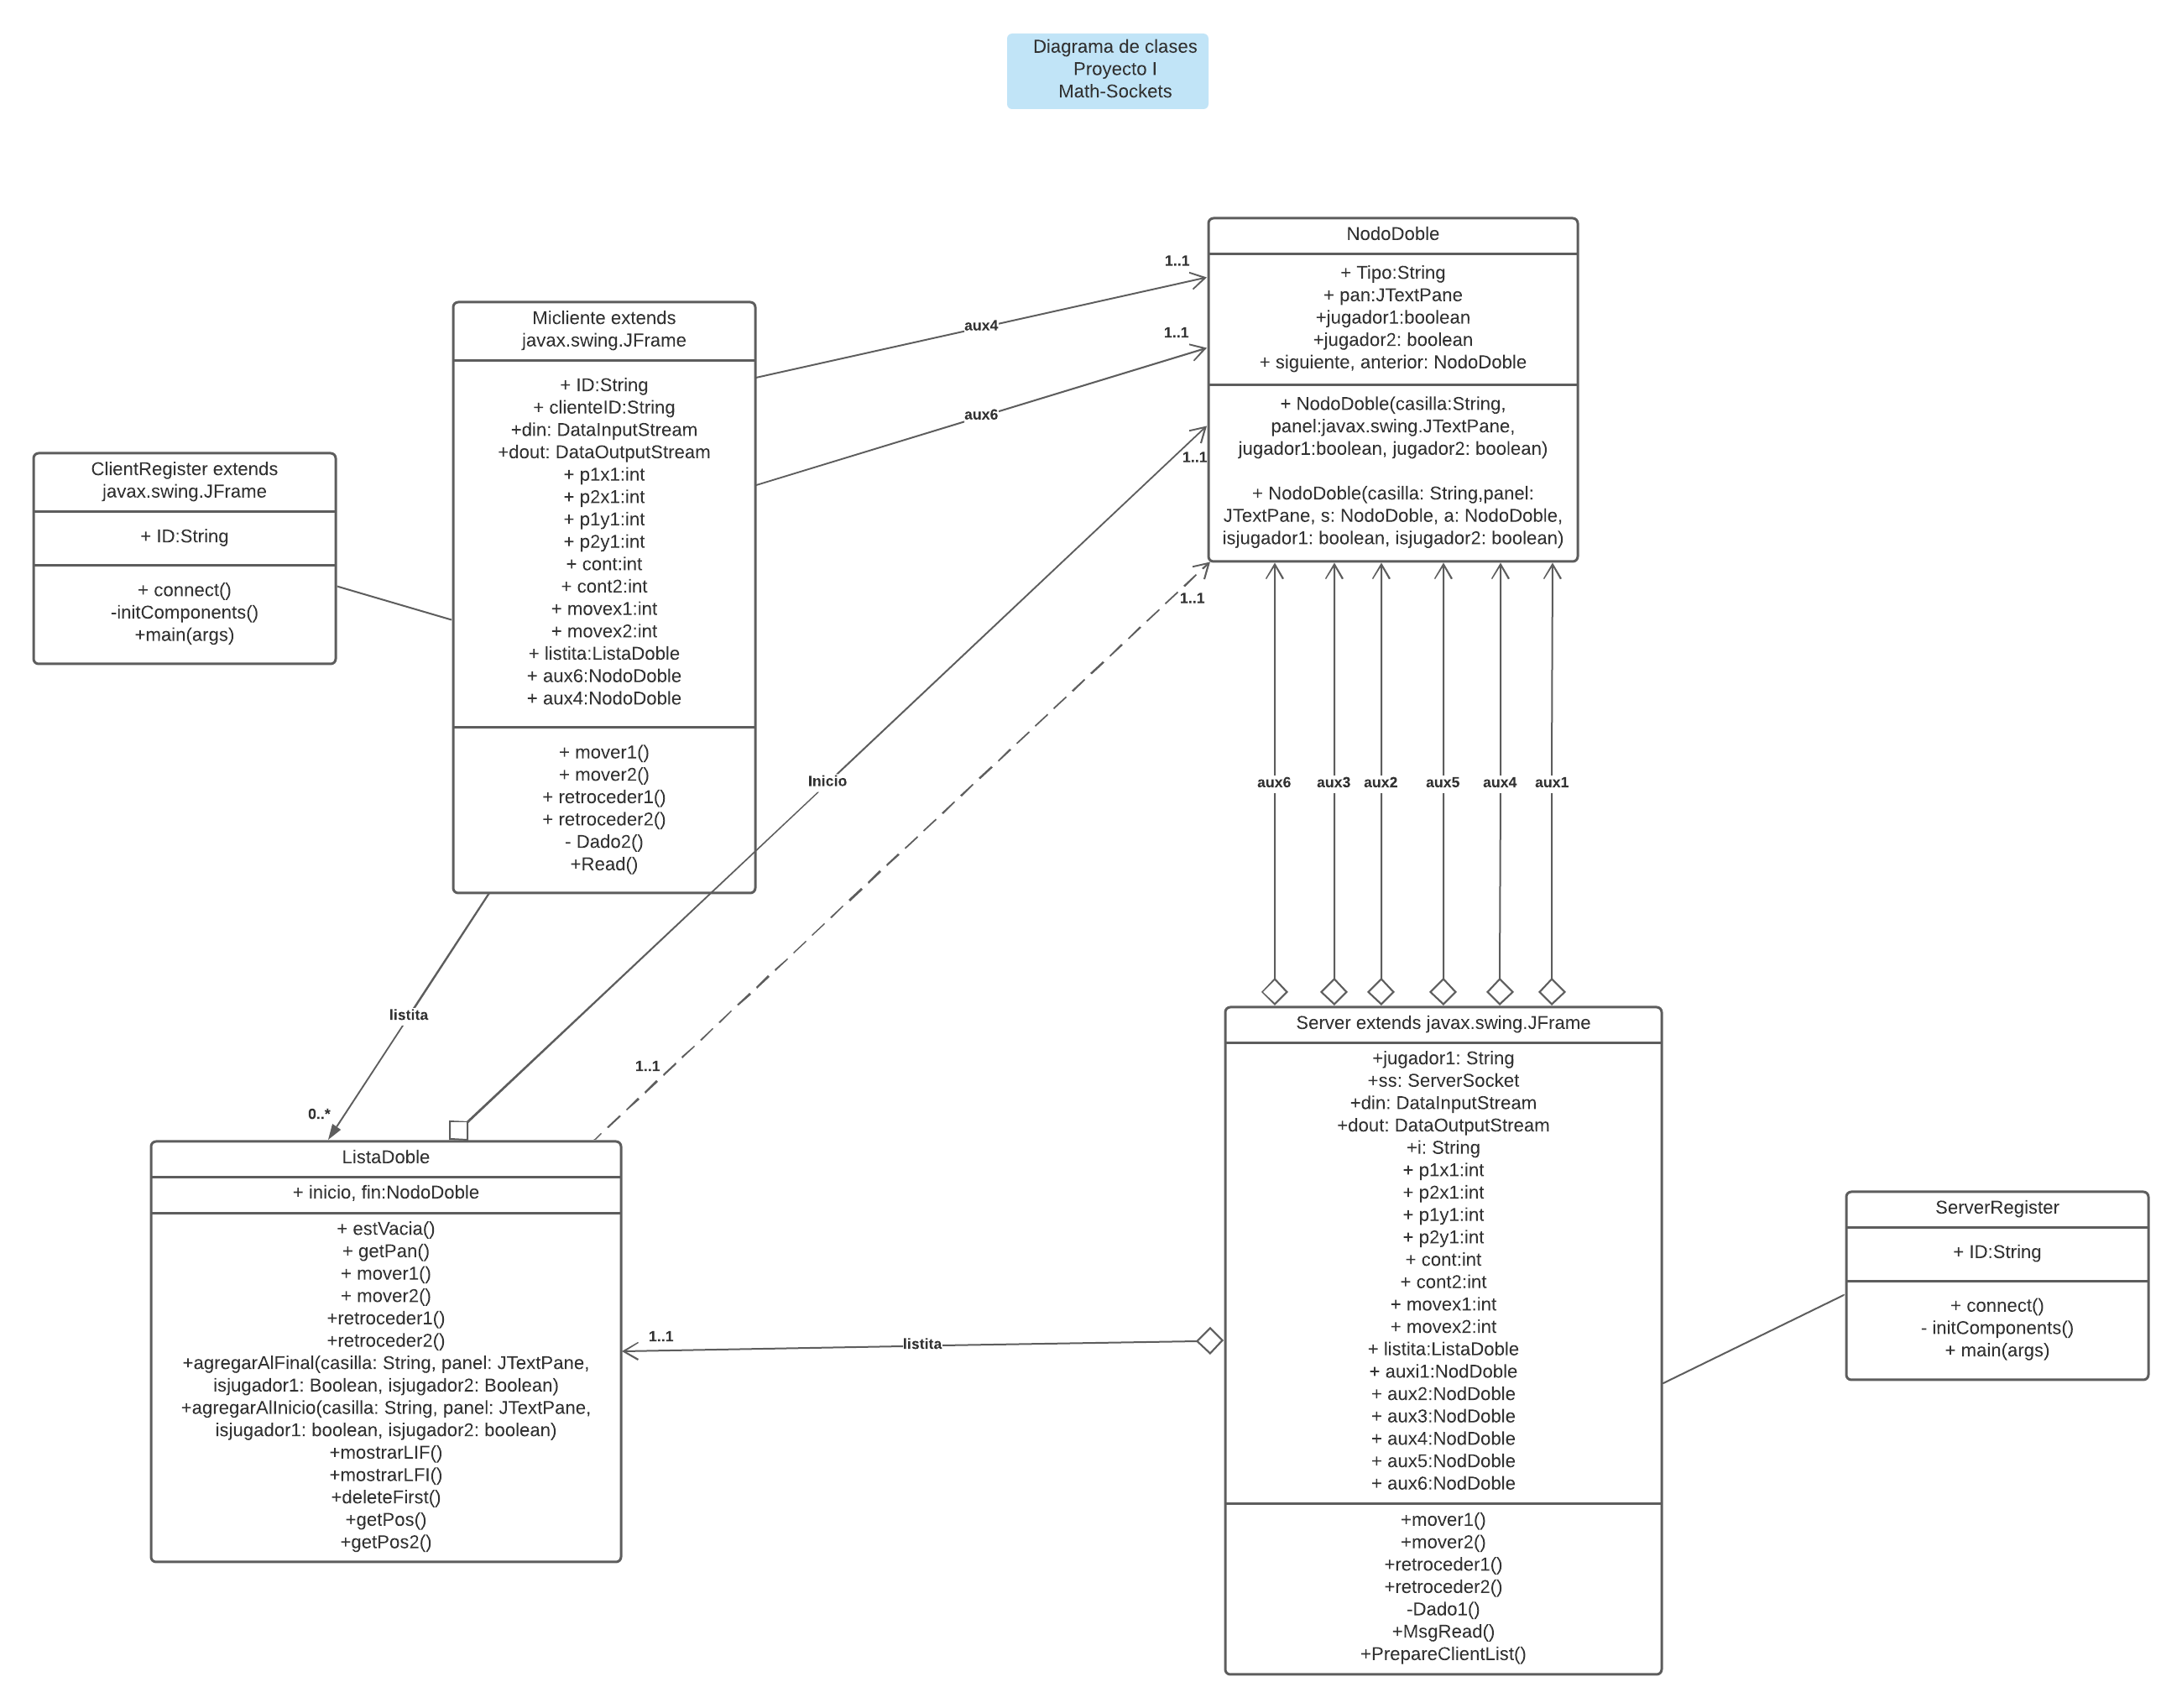 Diagrama de clases
Proyecto I
Math-Sockets
NodoDoble
+ Tipo:String
+ pan:JTextPane
+jugador1:boolean
+jugador2: boolean
+ siguiente, anterior: NodoDoble
+ NodoDoble(casilla:String,
panel:javax.swing.JTextPane,
jugador1:boolean, jugador2: boolean)
+ NodoDoble(casilla: String,panel:
JTextPane, s: NodoDoble, a: NodoDoble,
isjugador1: boolean, isjugador2: boolean)
1..1
aux4
1..1
aux6
1..1
Inicio
1..1
1..1
Micliente extends
javax.swing.JFrame
+ ID:String
+ clienteID:String
+din: DataInputStream
+dout: DataOutputStream
+ p1x1:int
+ p2x1:int
+ p1y1:int
+ p2y1:int
+ cont:int
+ cont2:int
+ movex1:int
+ movex2:int
+ listita:ListaDoble
+ aux6:NodoDoble
+ aux4:NodoDoble
+ mover1()
+ mover2()
+ retroceder1()
+ retroceder2()
- Dado2()
+Read()
ClientRegister extends
javax.swing.JFrame
+ ID:String
+ connect()
-initComponents()
+main(args)
listita
0..*
aux6
aux3
aux2
aux5
aux4
aux1
ListaDoble
+ inicio, fin:NodoDoble
+ estVacia()
+ getPan()
+ mover1()
+ mover2()
+retroceder1()
+retroceder2()
+agregarAlFinal(casilla: String, panel: JTextPane,
isjugador1: Boolean, isjugador2: Boolean)
+agregarAlInicio(casilla: String, panel: JTextPane,
isjugador1: boolean, isjugador2: boolean)
+mostrarLIF()
+mostrarLFI()
+deleteFirst()
+getPos()
+getPos2()
1..1
listita
Server extends javax.swing.JFrame
+jugador1: String
+ss: ServerSocket
+din: DataInputStream
+dout: DataOutputStream
+i: String
+ p1x1:int
+ p2x1:int
+ p1y1:int
+ p2y1:int
+ cont:int
+ cont2:int
+ movex1:int
+ movex2:int
+ listita:ListaDoble
+ auxi1:NodDoble
+ aux2:NodDoble
+ aux3:NodDoble
+ aux4:NodDoble
+ aux5:NodDoble
+ aux6:NodDoble
+mover1()
+mover2()
+retroceder1()
+retroceder2()
-Dado1()
+MsgRead()
+PrepareClientList()
ServerRegister
+ ID:String
+ connect()
- initComponents()
+ main(args)